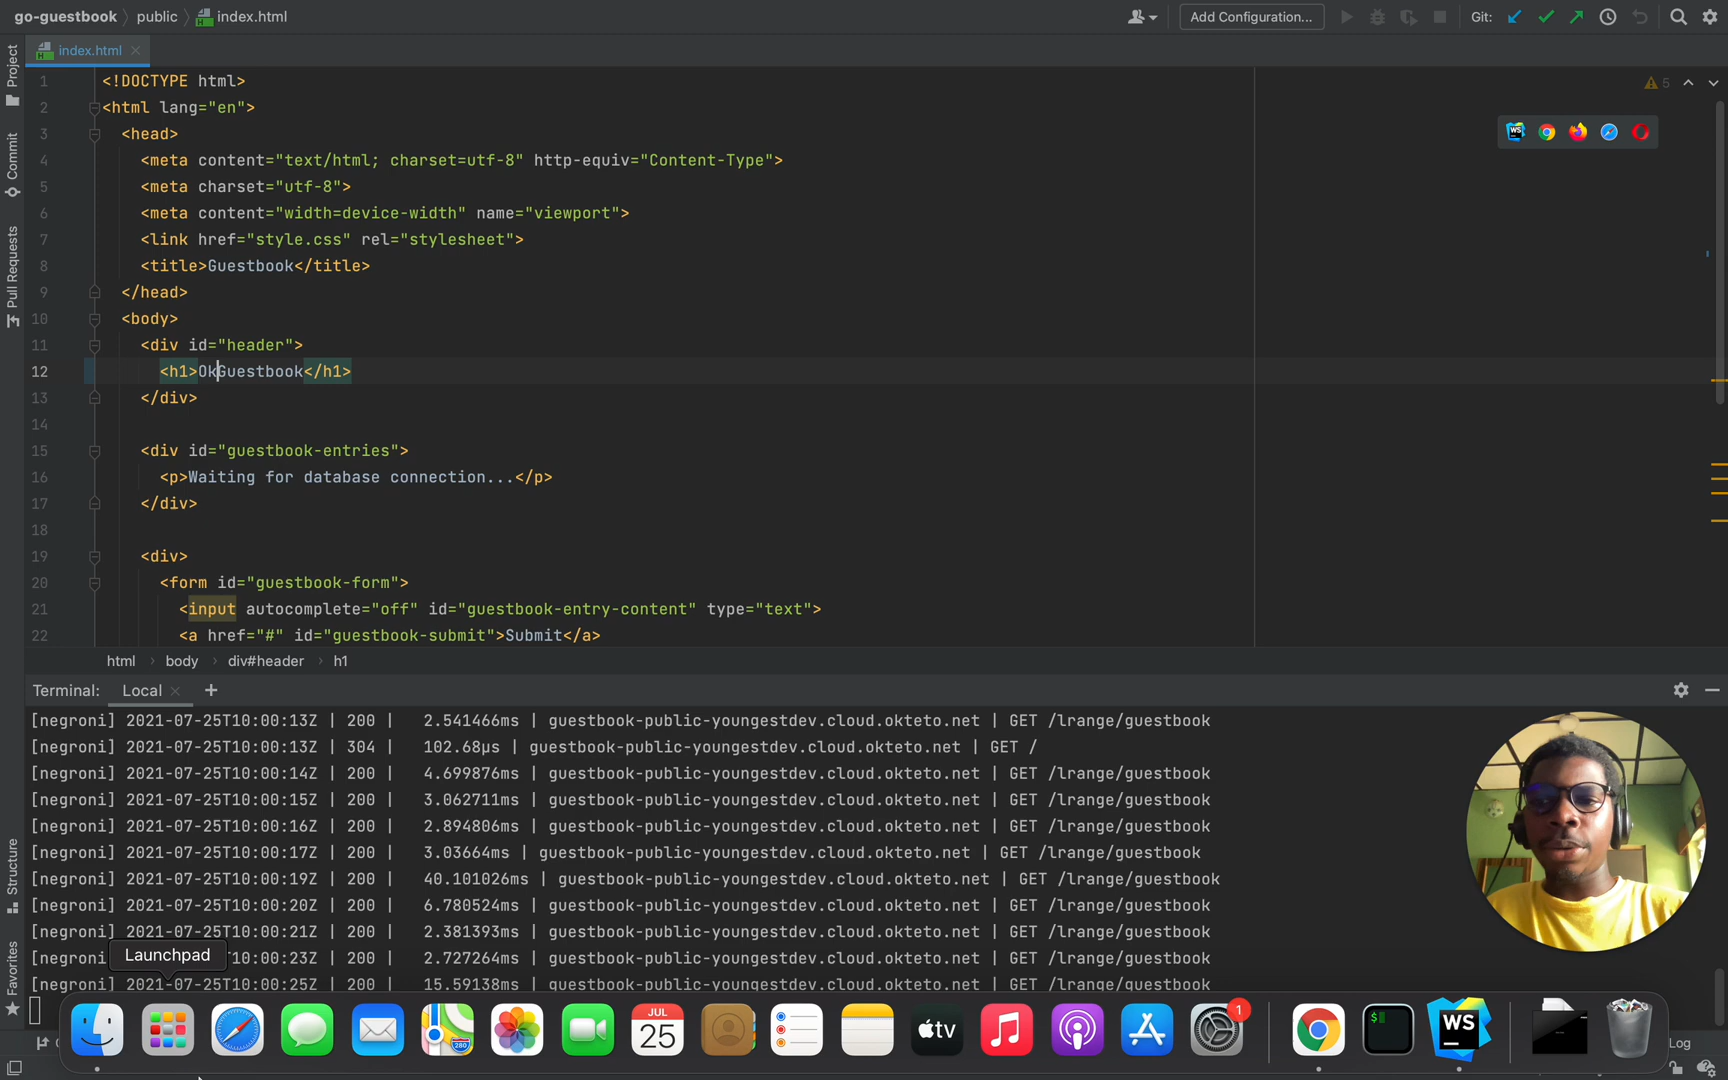 go-guestbook > public > index.html
Add Configuration...
Git:
index.html
5
Project
Commit
Pull Requests
Structure
Favorites
1 <!DOCTYPE html>
2 <html lang="en">
3 <head>
4 <meta content="text/html; charset=utf-8" http-equiv="Content-Type">
5 <meta charset="utf-8">
6 <meta content="width=device-width" name="viewport">
7 <link href="style.css" rel="stylesheet">
8 <title>Guestbook</title>
9 </head>
10 <body>
11 <div id="header">
12 <h1>OkGuestbook</h1>
13 </div>
14
15 <div id="guestbook-entries">
16 <p>Waiting for database connection...</p>
17 </div>
18
19 <div>
20 <form id="guestbook-form">
21 <input autocomplete="off" id="guestbook-entry-content" type="text">
22 <a href="#" id="guestbook-submit">Submit</a>
html > body > div#header > h1
Terminal: Local
[negroni] 2021-07-25T10:00:13Z | 200 | 2.541466ms | guestbook-public-youngestdev.cloud.okteto.net | GET /lrange/guestbook
[negroni] 2021-07-25T10:00:13Z | 304 | 102.68µs | guestbook-public-youngestdev.cloud.okteto.net | GET /
[negroni] 2021-07-25T10:00:14Z | 200 | 4.699876ms | guestbook-public-youngestdev.cloud.okteto.net | GET /lrange/guestbook
[negroni] 2021-07-25T10:00:15Z | 200 | 3.062711ms | guestbook-public-youngestdev.cloud.okteto.net | GET /lrange/guestbook
[negroni] 2021-07-25T10:00:16Z | 200 | 2.894806ms | guestbook-public-youngestdev.cloud.okteto.net | GET /lrange/guestbook
[negroni] 2021-07-25T10:00:17Z | 200 | 3.03664ms | guestbook-public-youngestdev.cloud.okteto.net | GET /lrange/guestbook
[negroni] 2021-07-25T10:00:19Z | 200 | 40.101026ms | guestbook-public-youngestdev.cloud.okteto.net | GET /lrange/guestbook
[negroni] 2021-07-25T10:00:20Z | 200 | 6.780524ms | guestbook-public-youngestdev.cloud.okteto.net | GET /lrange/guestbook
[negroni] 2021-07-25T10:00:21Z | 200 | 2.381393ms | guestbook-public-youngestdev.cloud.okteto.net | GET /lrange/guestbook
[negroni :00:23Z | 200 | 2.727264ms | guestbook-public-youngestdev.cloud.okteto.net | GET /lrange/guestbook
Launchpad
[negroni] 2021-07-25T10:00:25Z | 200 | 15.59138ms | guestbook-public-youngestdev.cloud.okteto.net | GET /lrange/guestbook
280
JUL
25
tv
1
$
WS
Log